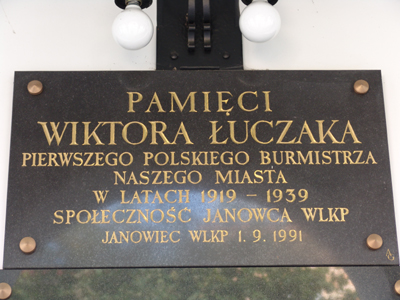 PAMIĘCI
WIKTORA ŁUCZAKA
PIERWSZEGO POLSKIEGO BURMISTRZA
NASZEGO MIASTA
W LATACH 1919 – 1939
SPOŁECZNOŚĆ JANOWCA WLKP
JANOWIEC WLKP 1. 9. 1991